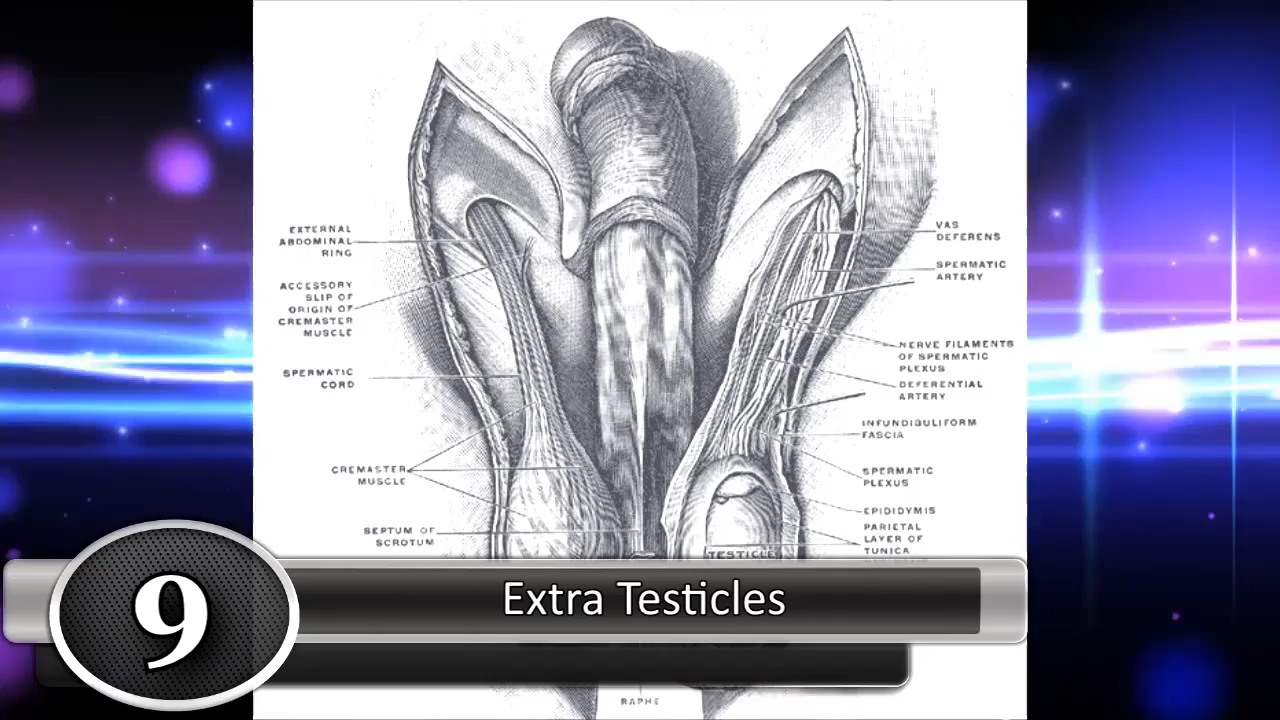 EXTERNAL
ABDOMINAL
RING
ACCESSORY
SLIP OF
ORIGIN OF
CREMASTER
MUSCLE
SPERMATIC
CORD
CREMASTER
MUSCLE
SEPTUM OF
SCROTUM
VAS
DEFERENS
SPERMATIC
ARTERY
NERVE FILAMENTS
OF SPERMATIC
PLEXUS
DEFERENTIAL
ARTERY
INFUNDIBULIFORM
FASCIA
SPERMATIC
PLEXUS
EPIDIDYMIS
PARIETAL
LAYER OF
TUNICA
TESTICLE
9
Extra Testicles
RAPHE